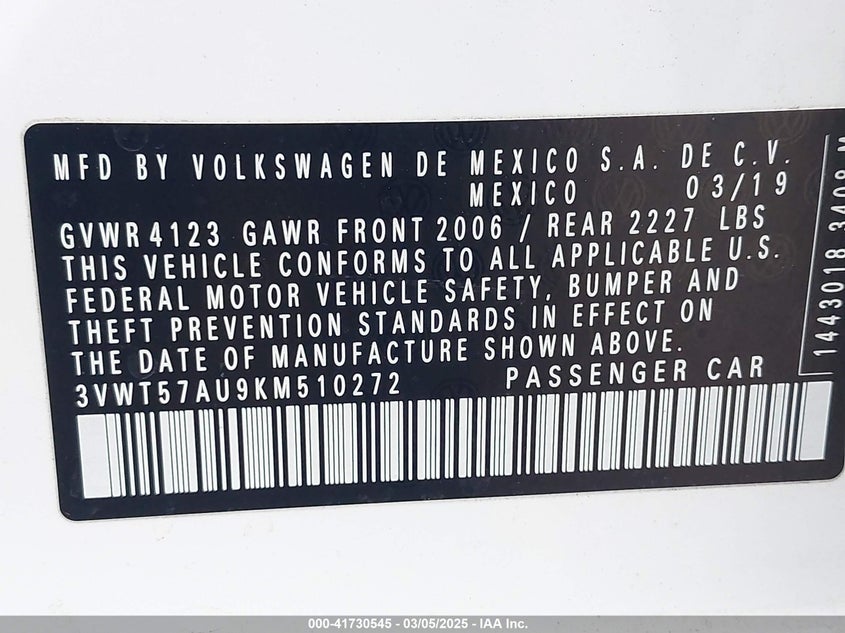 MFD BY VOLKSWAGEN DE MEXICO S.A. DE C.V.
MEXICO 03/19
GVWR 4123 GAWR FRONT 2006 / REAR 2227 LBS
THIS VEHICLE CONFORMS TO ALL APPLICABLE U.S.
FEDERAL MOTOR VEHICLE SAFETY, BUMPER AND
THEFT PREVENTION STANDARDS IN EFFECT ON
THE DATE OF MANUFACTURE SHOWN ABOVE.
3VWT57AU9KM510272 PASSENGER CAR
1443018 3408 M
000-41730545 - 03/05/2025 - IAA Inc.